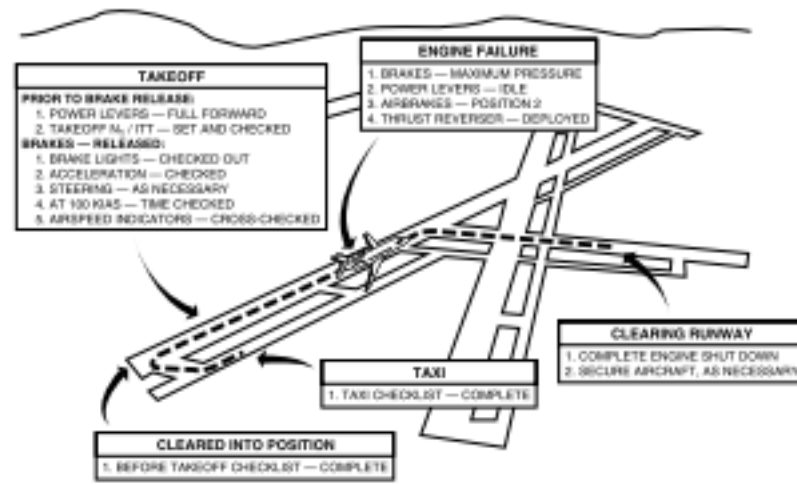 TAKEOFF
PRIOR TO BRAKE RELEASE:
1. POWER LEVERS — FULL FORWARD
2. TAKEOFF N₁ / ITT — SET AND CHECKED
BRAKES — RELEASED:
1. BRAKE LIGHTS — CHECKED OUT
2. ACCELERATION — CHECKED
3. STEERING — AS NECESSARY
4. AT 100 KIAS — TIME CHECKED
5. AIRSPEED INDICATORS — CROSS-CHECKED
ENGINE FAILURE
1. BRAKES — MAXIMUM PRESSURE
2. POWER LEVERS — IDLE
3. AIRBRAKES — POSITION 2
4. THRUST REVERSER — DEPLOYED
CLEARING RUNWAY
1. COMPLETE ENGINE SHUT DOWN
2. SECURE AIRCRAFT, AS NECESSARY
TAXI
1. TAXI CHECKLIST — COMPLETE
CLEARED INTO POSITION
1. BEFORE TAKEOFF CHECKLIST — COMPLETE